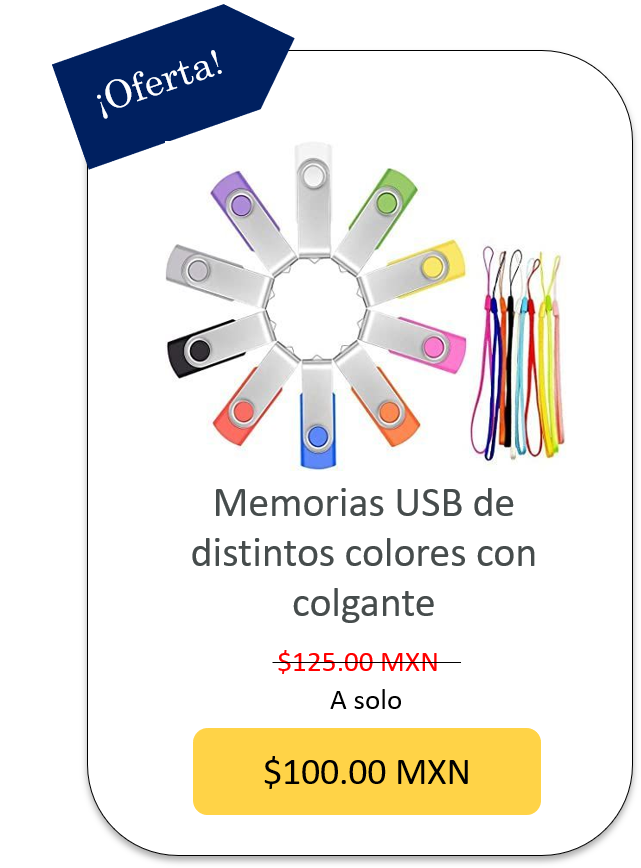 ¡Oferta!
Memorias USB de
distintos colores con
colgante
$125.00 MXN
A solo
$100.00 MXN